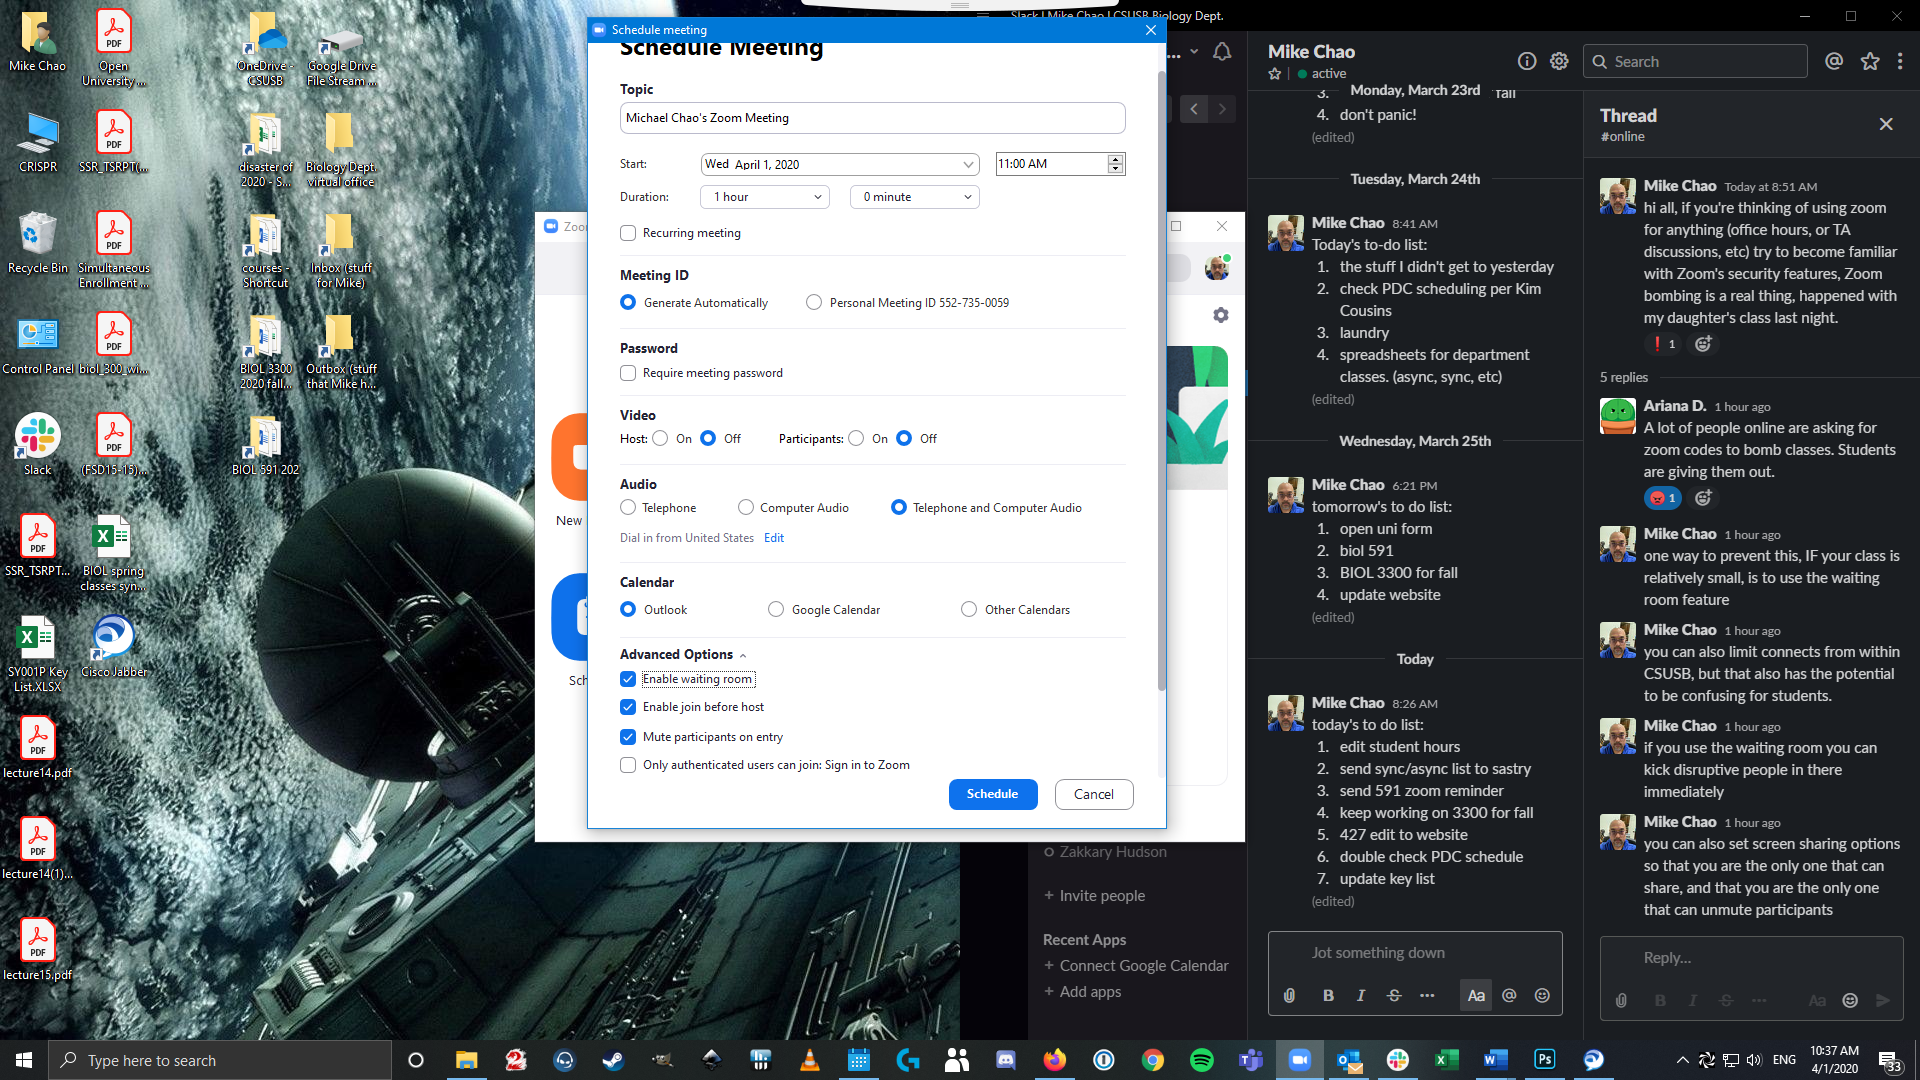 Mike Chao
Open
University ...
OneDrive -
CSUSB
Google Drive
File Stream ...
CRISPR
SSR_TSRPT(...
disaster of
2020 - S...
Biology Dept.
virtual office
Recycle Bin
Simultaneous
Enrollment ...
courses -
Shortcut
Inbox (stuff
for Mike)
Control Panel
biol_300_wi...
BIOL 3300
2020 fall...
Outbox (stuff
that Mike h...
Slack
(FSD15-15)...
BIOL 591 202
SSR_TSRPT...
BIOL spring
classes syn...
SY001P Key
List.XLSX
Cisco Jabber
lecture14.pdf
lecture14(1)...
lecture15.pdf
Schedule meeting
Schedule Meeting
Topic
Michael Chao's Zoom Meeting
Start:
Wed April 1, 2020
11:00 AM
Duration:
1 hour
0 minute
Recurring meeting
Meeting ID
Generate Automatically
Personal Meeting ID 552-735-0059
Password
Require meeting password
Video
Host: On Off
Participants: On Off
Audio
Telephone
Computer Audio
Telephone and Computer Audio
Dial in from United States Edit
Calendar
Outlook
Google Calendar
Other Calendars
Advanced Options
Enable waiting room
Enable join before host
Mute participants on entry
Only authenticated users can join: Sign in to Zoom
Schedule
Cancel
Zoo
New
Sch
Slack | Mike Chao | CSUSB Biology Dept.
Zakkary Hudson
+ Invite people
Recent Apps
+ Connect Google Calendar
+ Add apps
Mike Chao
active
Search
Monday, March 23rd
3. fall
4. don't panic!
(edited)
Tuesday, March 24th
Mike Chao 8:41 AM
Today's to-do list:
1. the stuff I didn't get to yesterday
2. check PDC scheduling per Kim
Cousins
3. laundry
4. spreadsheets for department
classes. (async, sync, etc)
(edited)
Wednesday, March 25th
Mike Chao 6:21 PM
tomorrow's to do list:
1. open uni form
2. biol 591
3. BIOL 3300 for fall
4. update website
(edited)
Today
Mike Chao 8:26 AM
today's to do list:
1. edit student hours
2. send sync/async list to sastry
3. send 591 zoom reminder
4. keep working on 3300 for fall
5. 427 edit to website
6. double check PDC schedule
7. update key list
(edited)
Jot something down
Thread
#online
Mike Chao Today at 8:51 AM
hi all, if you're thinking of using zoom
for anything (office hours, or TA
discussions, etc) try to become familiar
with Zoom's security features, Zoom
bombing is a real thing, happened with
my daughter's class last night.
1
5 replies
Ariana D. 1 hour ago
A lot of people online are asking for
zoom codes to bomb classes. Students
are giving them out.
1
Mike Chao 1 hour ago
one way to prevent this, IF your class is
relatively small, is to use the waiting
room feature
Mike Chao 1 hour ago
you can also limit connects from within
CSUSB, but that also has the potential
to be confusing for students.
Mike Chao 1 hour ago
if you use the waiting room you can
kick disruptive people in there
immediately
Mike Chao 1 hour ago
you can also set screen sharing options
so that you are the only one that can
share, and that you are the only one
that can unmute participants
Reply...
Type here to search
ENG
10:37 AM
4/1/2020
33